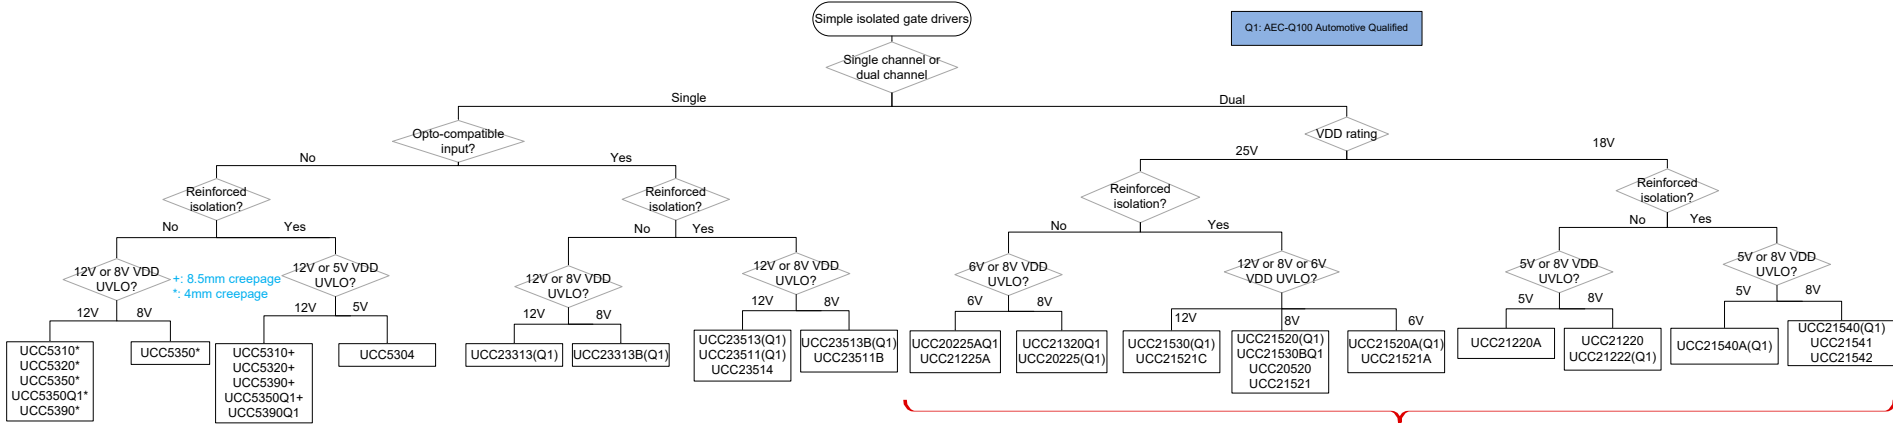 Simple isolated gate drivers
Q1: AEC-Q100 Automotive Qualified
Single channel or
dual channel
Single
Dual
Opto-compatible
input?
VDD rating
No
Yes
25V
18V
Reinforced
isolation?
Reinforced
isolation?
Reinforced
isolation?
Reinforced
isolation?
No
Yes
No
Yes
No
Yes
No
Yes
12V or 8V VDD
UVLO?
+: 8.5mm creepage
*: 4mm creepage
12V or 5V VDD
UVLO?
12V or 8V VDD
UVLO?
12V or 8V VDD
UVLO?
6V or 8V VDD
UVLO?
12V or 8V or 6V
VDD UVLO?
5V or 8V VDD
UVLO?
5V or 8V VDD
UVLO?
12V
8V
12V
5V
12V
8V
12V
8V
6V
8V
12V
8V
6V
5V
8V
5V
8V
UCC5310*
UCC5320*
UCC5350*
UCC5350Q1*
UCC5390*
UCC5350*
UCC5310+
UCC5320+
UCC5390+
UCC5350Q1+
UCC5390Q1
UCC5304
UCC23313(Q1)
UCC23313B(Q1)
UCC23513(Q1)
UCC23511(Q1)
UCC23514
UCC23513B(Q1)
UCC23511B
UCC20225AQ1
UCC21225A
UCC21320Q1
UCC20225(Q1)
UCC21530(Q1)
UCC21521C
UCC21520(Q1)
UCC21530BQ1
UCC20520
UCC21521
UCC21520A(Q1)
UCC21521A
UCC21220A
UCC21220
UCC21222(Q1)
UCC21540A(Q1)
UCC21540(Q1)
UCC21541
UCC21542